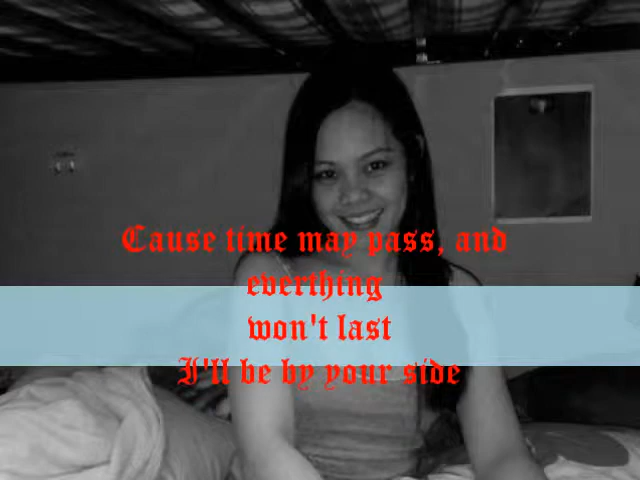 Cause time may pass, and
everthing
won't last
I'll be by your side